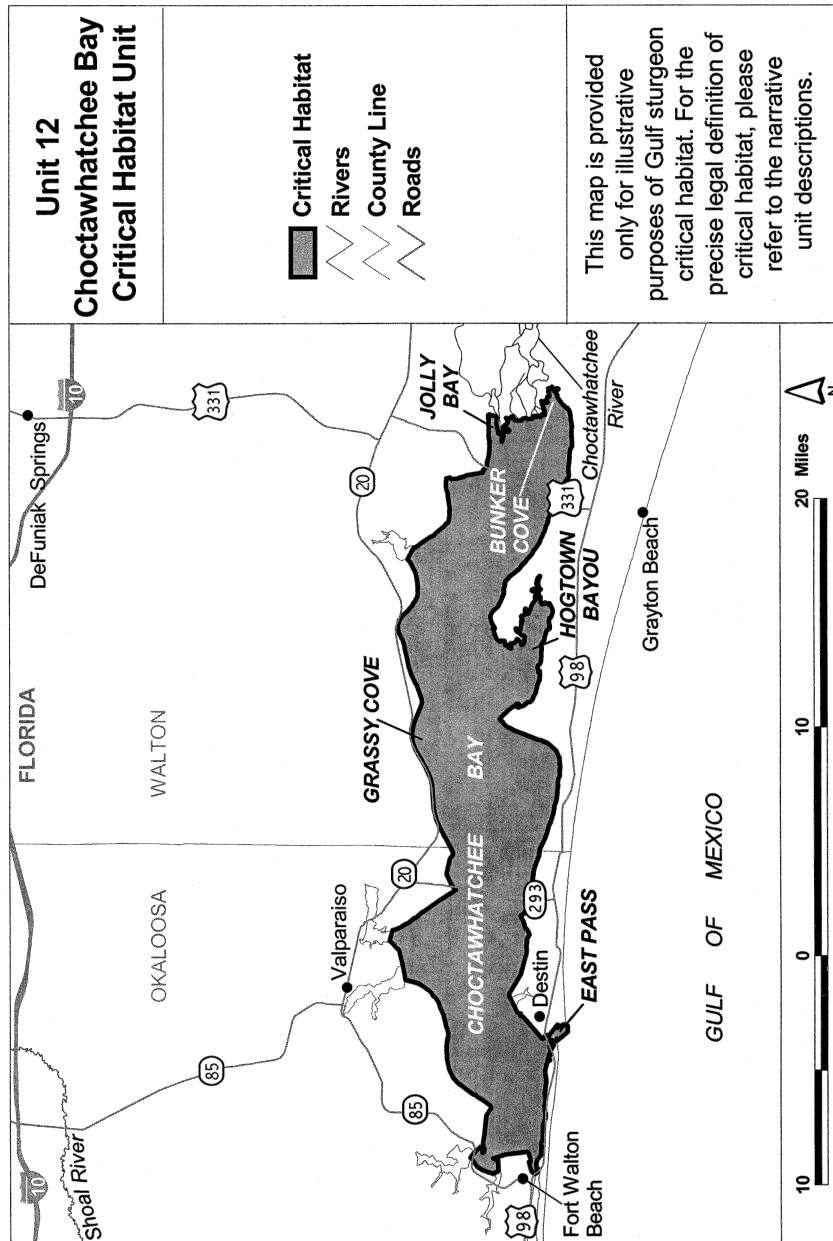 Unit 12
Choctawhatchee Bay
Critical Habitat Unit
Critical Habitat
Rivers
County Line
Roads
This map is provided
only for illustrative
purposes of Gulf sturgeon
critical habitat. For the
precise legal definition of
critical habitat, please
refer to the narrative
unit descriptions.
FLORIDA
OKALOOSA
WALTON
10
10
Shoal River
DeFuniak Springs
331
85
85
Valparaiso
20
20
GRASSY COVE
JOLLY
BAY
CHOCTAWHATCHEE
BAY
BUNKER
COVE
Choctawhatchee
River
HOGTOWN
BAYOU
331
98
293
Destin
EAST PASS
98
Fort Walton
Beach
Grayton Beach
GULF OF MEXICO
10
0
10
20
Miles
N